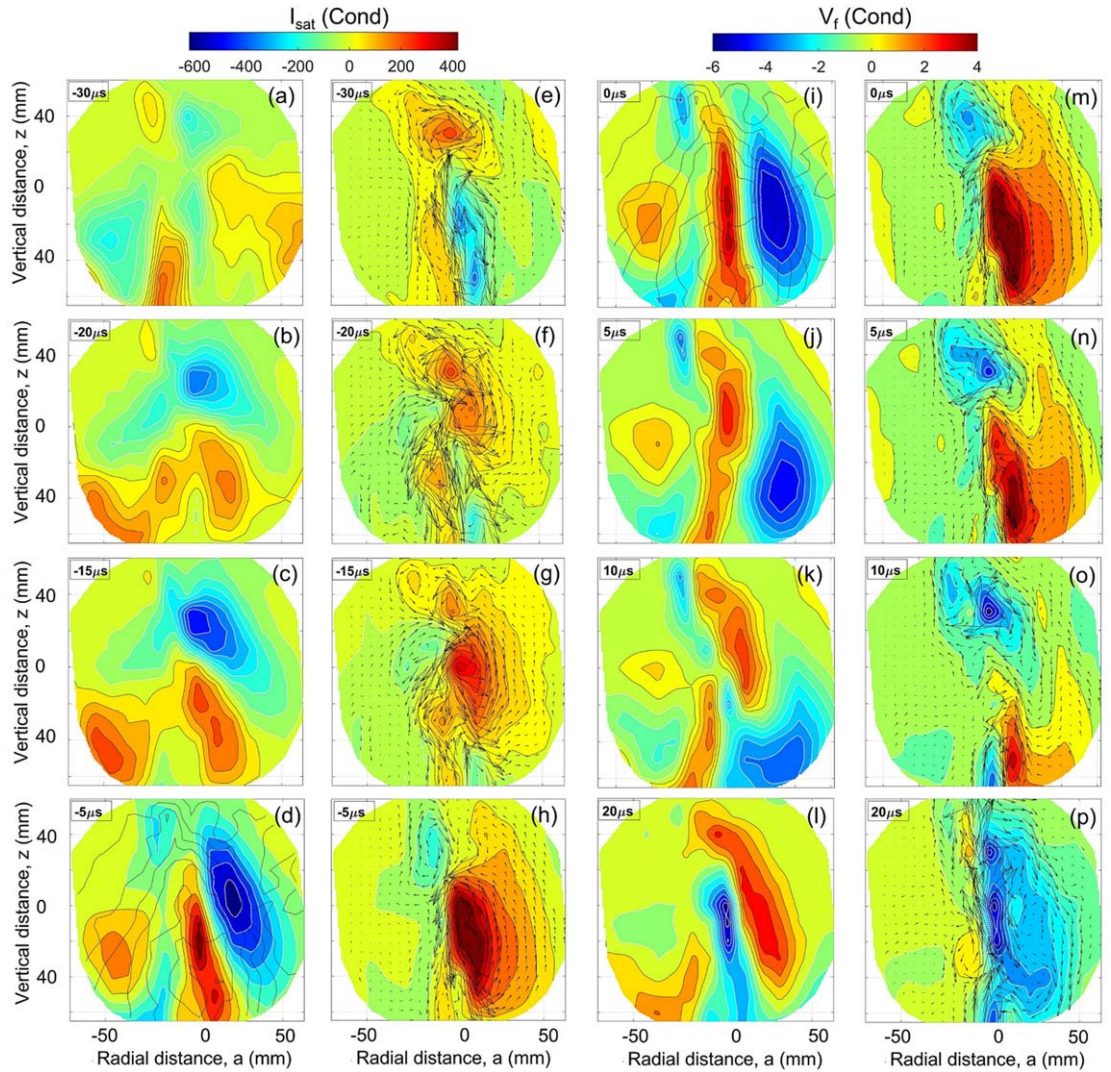 I_sat (Cond)
V_f (Cond)
-600 -400 -200 0 200 400
-6 -4 -2 0 2 4
-30μs (a) -30μs (e) 0μs (i) 0μs (m)
Vertical distance, z (mm)
40
0
40
-20μs (b) -20μs (f) 5μs (j) 5μs (n)
Vertical distance, z (mm)
40
0
40
-15μs (c) -15μs (g) 10μs (k) 10μs (o)
Vertical distance, z (mm)
40
0
40
-5μs (d) -5μs (h) 20μs (l) 20μs (p)
Vertical distance, z (mm)
40
0
40
-50 0 50 -50 0 50 -50 0 50 -50 0 50
Radial distance, a (mm) Radial distance, a (mm) Radial distance, a (mm) Radial distance, a (mm)